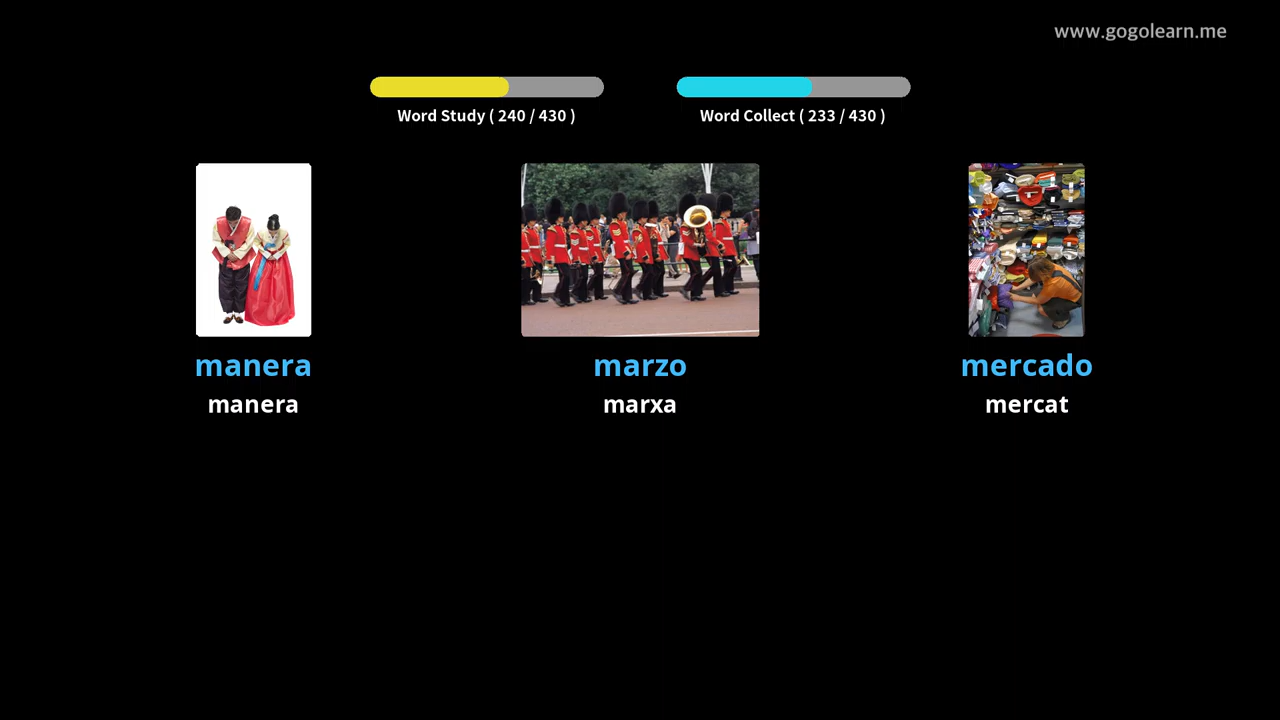 www.gogolearn.me
Word Study ( 240 / 430 )
Word Collect ( 233 / 430 )
manera
manera
marzo
marxa
mercado
mercat